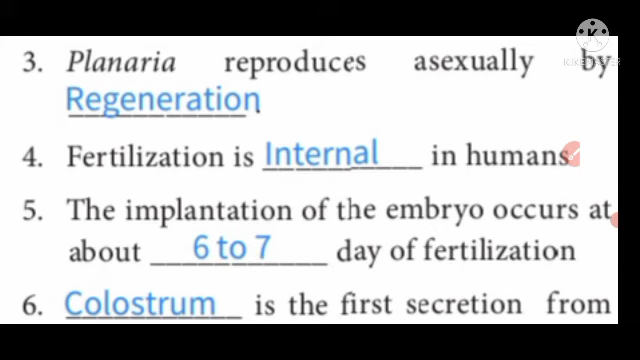 K
KINEMASTER
3. Planaria reproduces asexually by
Regeneration.
4. Fertilization is Internal in humans
5. The implantation of the embryo occurs at
about 6 to 7 day of fertilization
6. Colostrum is the first secretion from